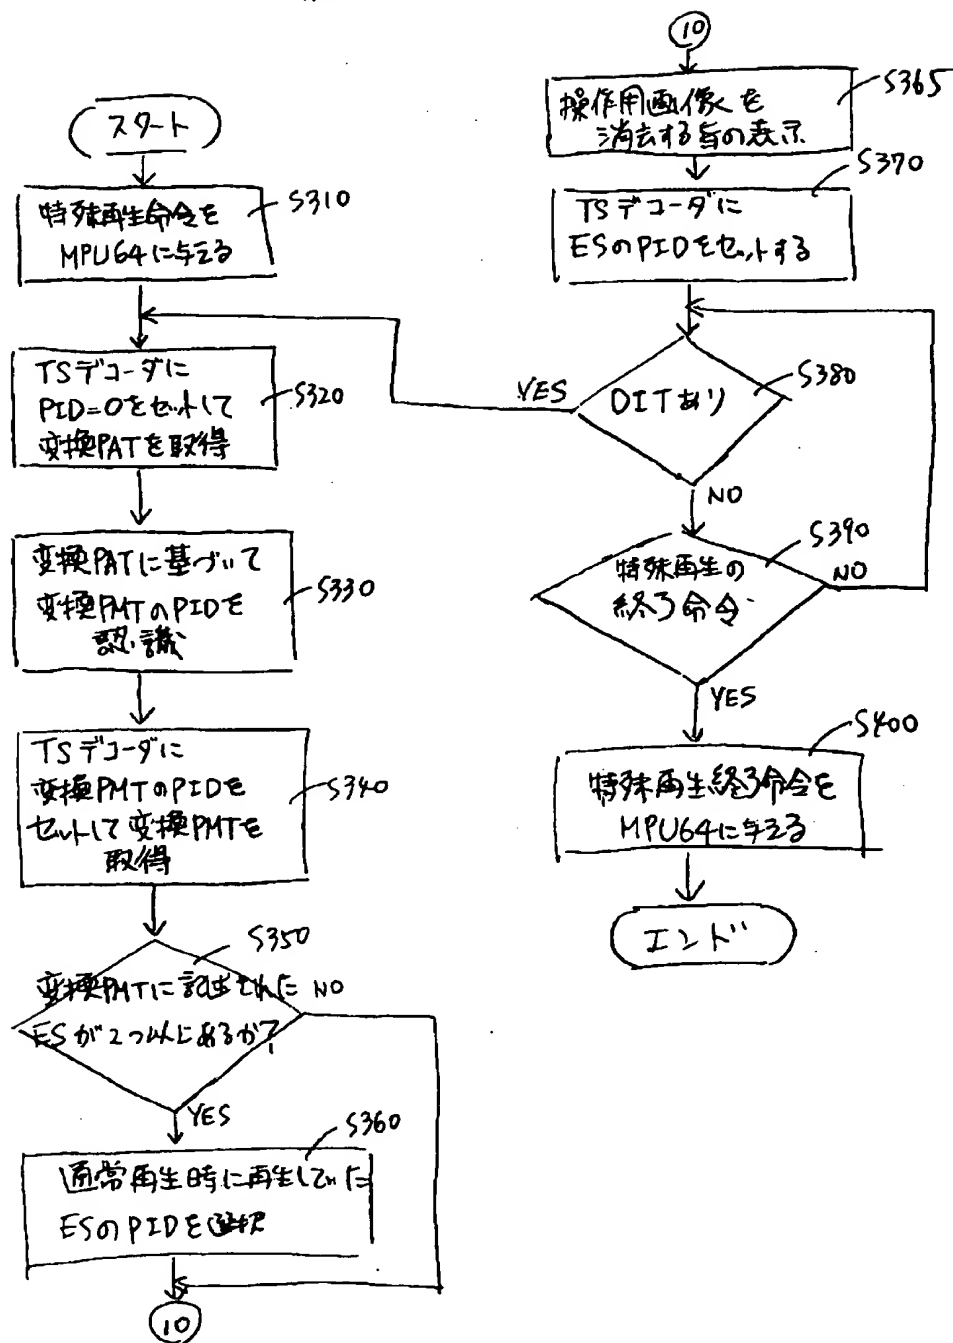 スタート
特殊再生命令を
MPU64に与える
S310
TSデコーダに
PID=0をセットして
変換PATを取得
S320
変換PATに基づいて
変換PMTのPIDを
認識
S330
TSデコーダに
変換PMTのPIDを
セットして変換PMTを
取得
S340
S350
変換PMTに記述された
ESが2つ以上あるか?
NO
YES
S360
通常再生時に再生していた
ESのPIDを選択
10
10
S365
操作用画像を
消去する旨の表示
S370
TSデコーダに
ESのPIDをセットする
S380
DITあり
YES
NO
S390
特殊再生の
終了命令
NO
YES
S400
特殊再生終了命令を
MPU64に与える
エンド